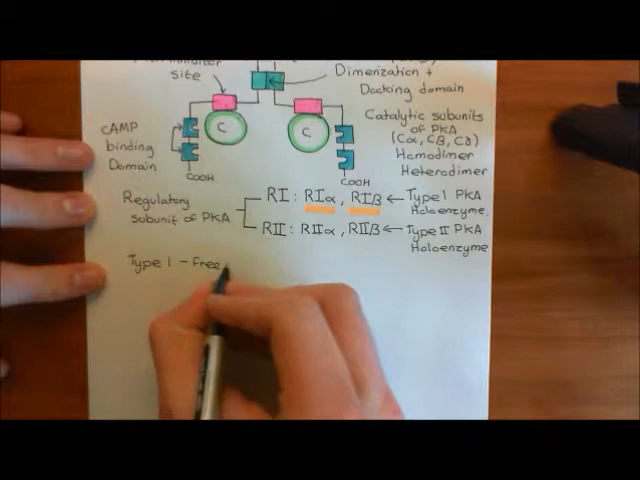 site
Dimerization +
Docking domain
Catalytic subunits
of PKA
(Cα, Cβ, Cγ)
Homodimer
Heterodimer
C
C
cAMP
binding
Domain
COOH
COOH
Regulatory
subunit of PKA
RI : RIα, RIβ ← Type I PKA
Holoenzyme
RII : RIIα, RIIβ ← Type II PKA
Holoenzyme
Type I - Free